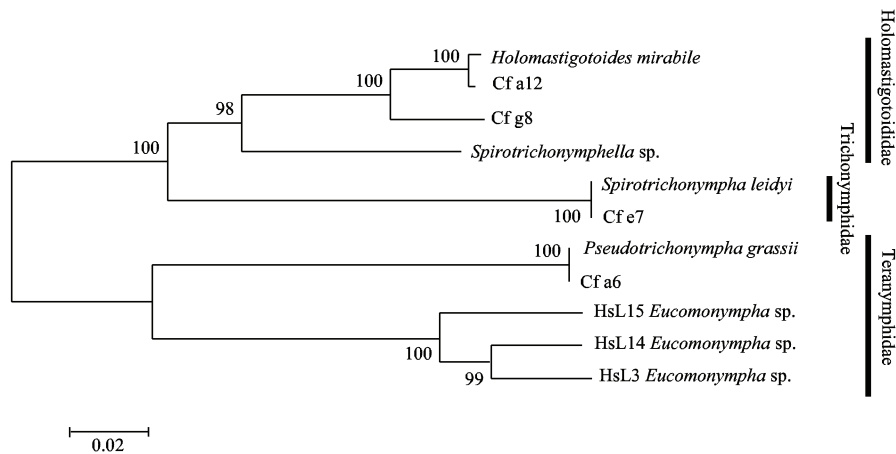 100
Holomastigotoides mirabile
Cf a12
100
Cf g8
98
Spirotrichonymphella sp.
100
Spirotrichonympha leidyi
100
Cf e7
100
Pseudotrichonympha grassii
Cf a6
HsL15 Eucomonympha sp.
100
HsL14 Eucomonympha sp.
99
HsL3 Eucomonympha sp.
0.02
Holomastigotoididae
Trichonymphidae
Teranymphidae